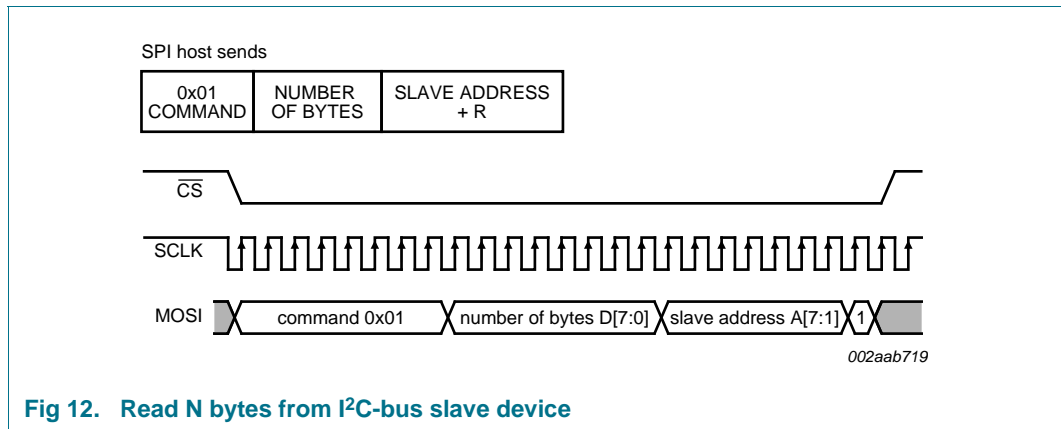 SPI host sends
0x01 COMMAND
NUMBER OF BYTES
SLAVE ADDRESS + R
CS
SCLK
MOSI
command 0x01
number of bytes D[7:0]
slave address A[7:1]
1
002aab719
Fig 12. Read N bytes from I²C-bus slave device